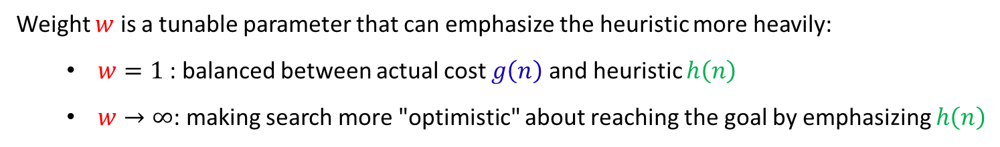 Weight w is a tunable parameter that can emphasize the heuristic more heavily:
• w = 1 : balanced between actual cost g(n) and heuristic h(n)
• w → ∞: making search more "optimistic" about reaching the goal by emphasizing h(n)